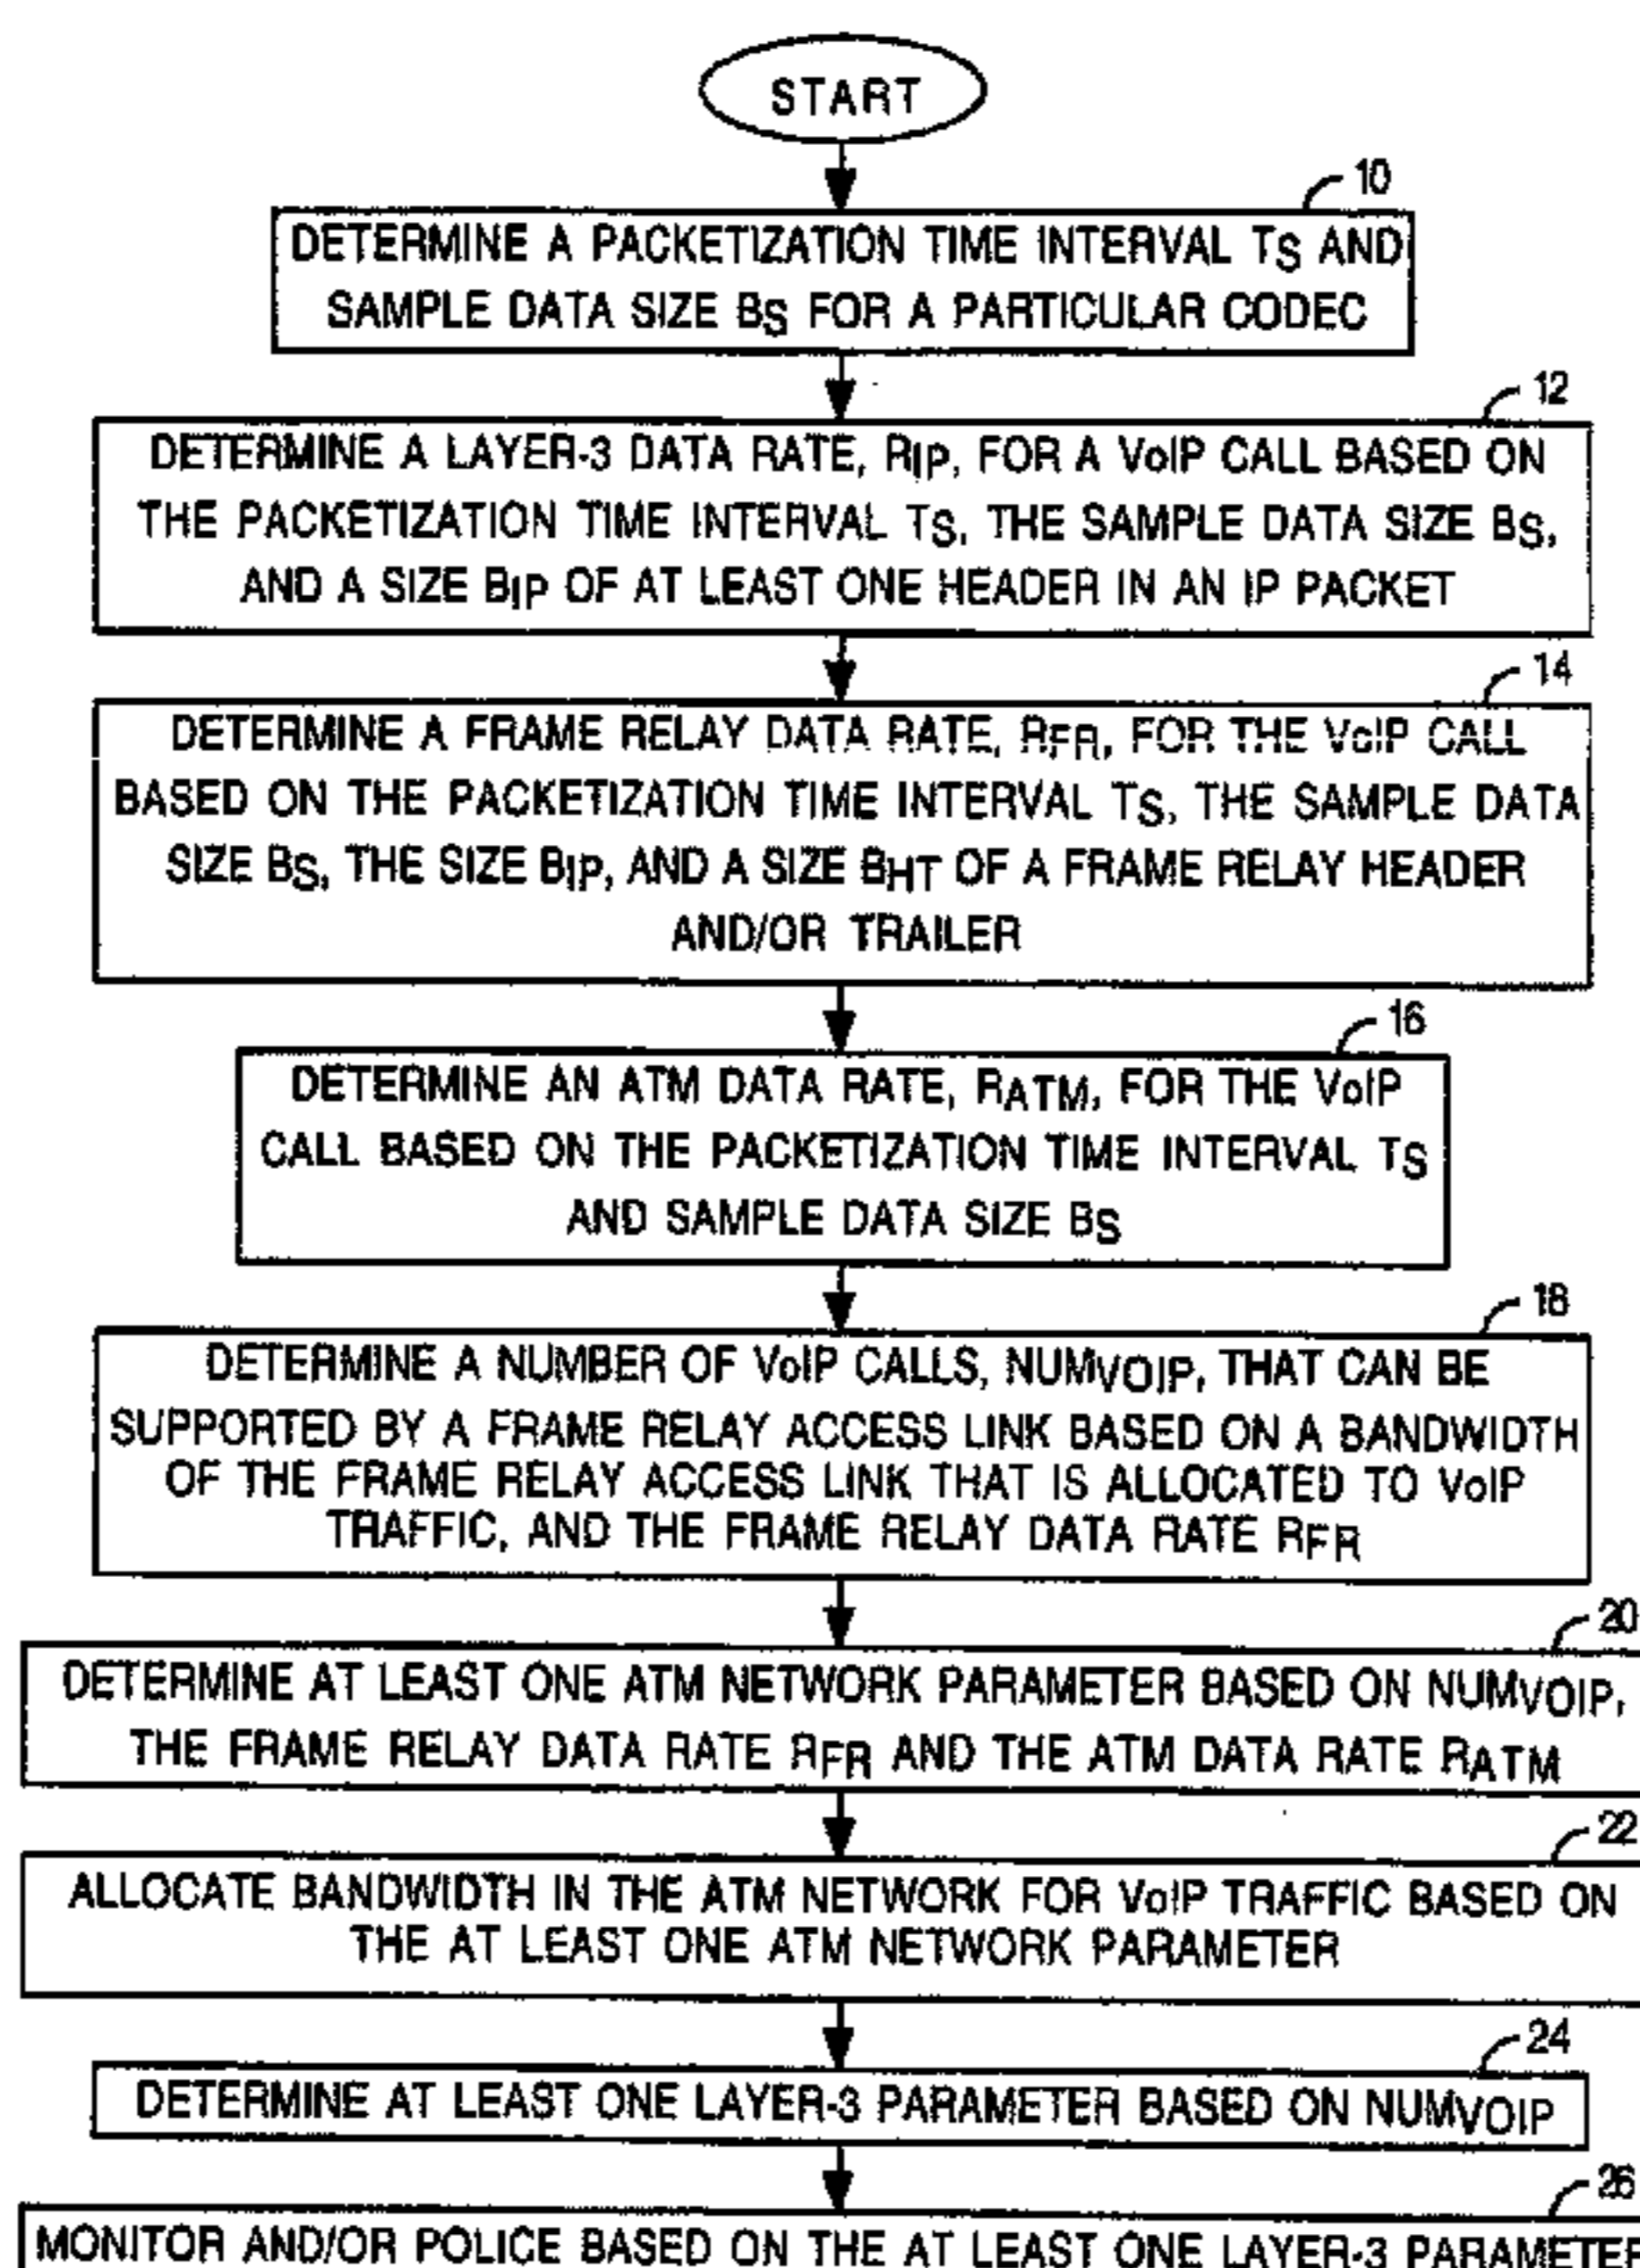 START
10
DETERMINE A PACKETIZATION TIME INTERVAL TS AND
SAMPLE DATA SIZE BS FOR A PARTICULAR CODEC
12
DETERMINE A LAYER-3 DATA RATE, RIP, FOR A VoIP CALL BASED ON
THE PACKETIZATION TIME INTERVAL TS, THE SAMPLE DATA SIZE BS,
AND A SIZE BIP OF AT LEAST ONE HEADER IN AN IP PACKET
14
DETERMINE A FRAME RELAY DATA RATE, RFR, FOR THE VoIP CALL
BASED ON THE PACKETIZATION TIME INTERVAL TS, THE SAMPLE DATA
SIZE BS, THE SIZE BIP, AND A SIZE BHT OF A FRAME RELAY HEADER
AND/OR TRAILER
16
DETERMINE AN ATM DATA RATE, RATM, FOR THE VoIP
CALL BASED ON THE PACKETIZATION TIME INTERVAL TS
AND SAMPLE DATA SIZE BS
18
DETERMINE A NUMBER OF VoIP CALLS, NUMVOIP, THAT CAN BE
SUPPORTED BY A FRAME RELAY ACCESS LINK BASED ON A BANDWIDTH
OF THE FRAME RELAY ACCESS LINK THAT IS ALLOCATED TO VoIP
TRAFFIC, AND THE FRAME RELAY DATA RATE RFR
20
DETERMINE AT LEAST ONE ATM NETWORK PARAMETER BASED ON NUMVOIP,
THE FRAME RELAY DATA RATE RFR AND THE ATM DATA RATE RATM
22
ALLOCATE BANDWIDTH IN THE ATM NETWORK FOR VoIP TRAFFIC BASED ON
THE AT LEAST ONE ATM NETWORK PARAMETER
24
DETERMINE AT LEAST ONE LAYER-3 PARAMETER BASED ON NUMVOIP
26
MONITOR AND/OR POLICE BASED ON THE AT LEAST ONE LAYER-3 PARAMETER